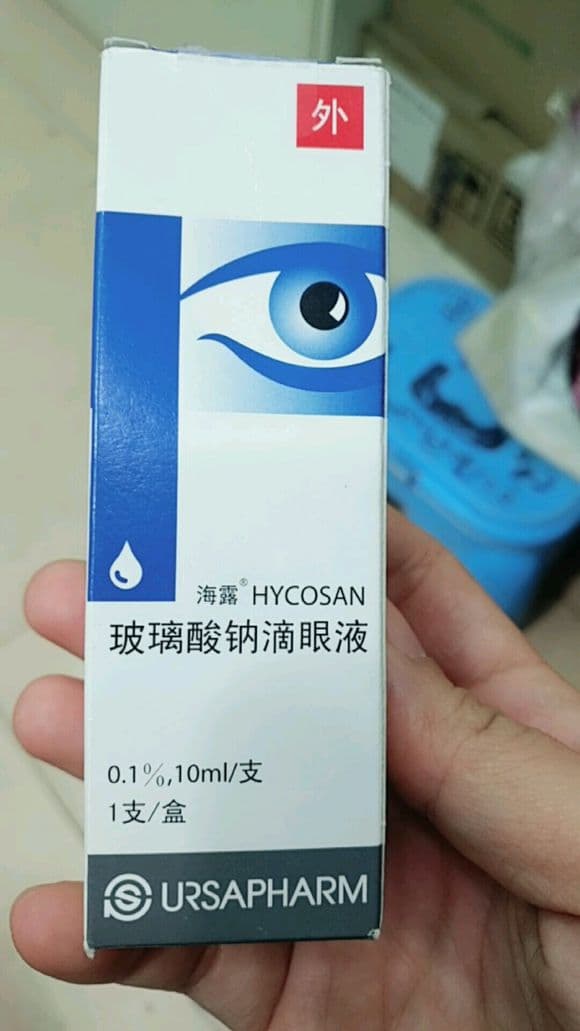 外
海露® HYCOSAN
玻璃酸钠滴眼液
0.1%,10ml/支
1支/盒
URSAPHARM